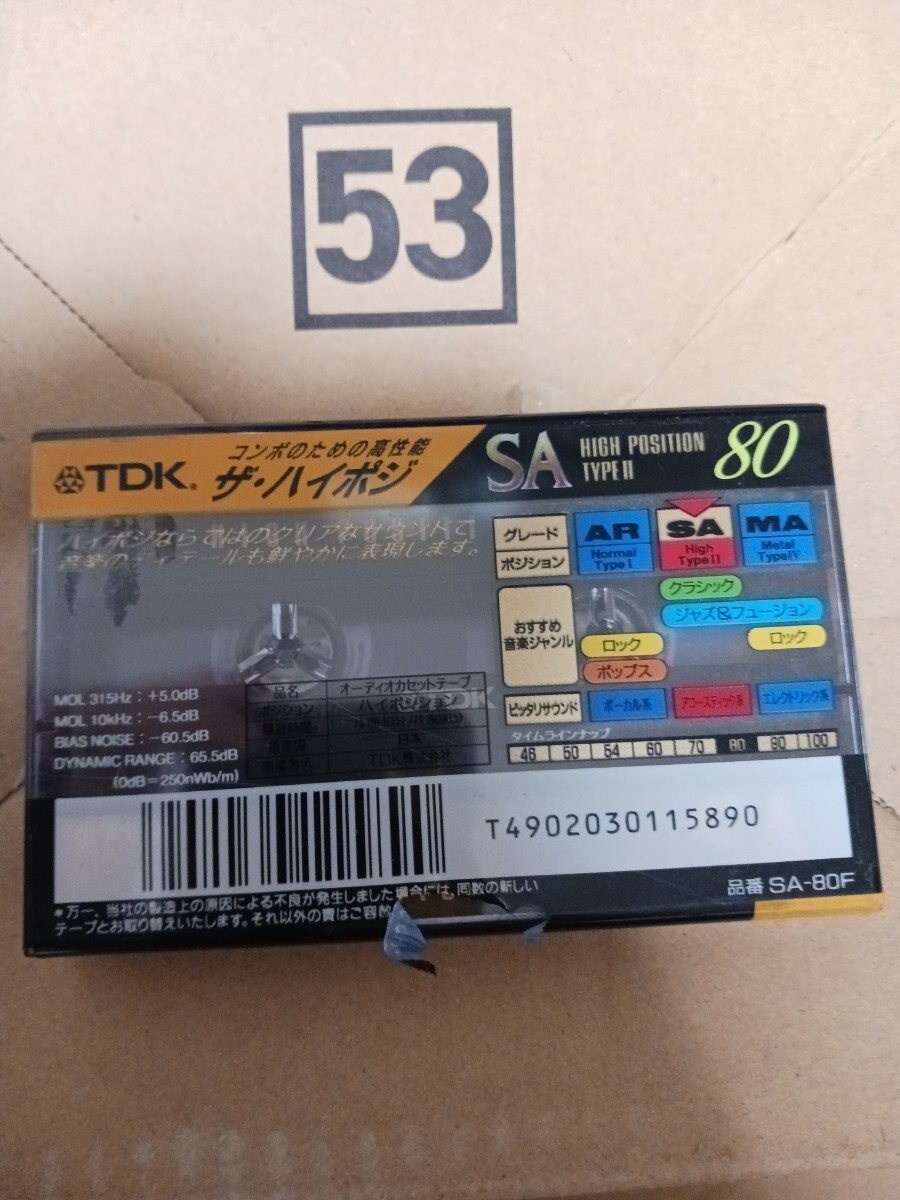 53
TDK® コンポのための高性能
ザ・ハイポジ
SA HIGH POSITION
TYPE II 80
ハイポジならではのクリアなサウンドで
音楽のディテールも鮮やかに表現します。
グレード AR SA MA
ポジション Normal Type I High Type II Metal Type IV
おすすめ
音楽ジャンル
クラシック
ジャズ&フュージョン
ロック ロック
ポップス
ピッタリサウンド ボーカル系 アコースティック系 エレクトリック系
タイムラインナップ
46 50 54 60 70 80 90 100
MOL 315Hz : +5.0dB
MOL 10kHz : −6.5dB
BIAS NOISE : −60.5dB
DYNAMIC RANGE : 65.5dB
(0dB=250nWb/m)
品名 オーディオカセットテープ
ポジション ハイポジション
日本
TDK株式会社
TDK
T4902030115890
品番 SA-80F
*万一、当社の製造上の原因による不良が発生しました場合には、同数の新しい
テープとお取り替えいたします。それ以外の責はご容赦